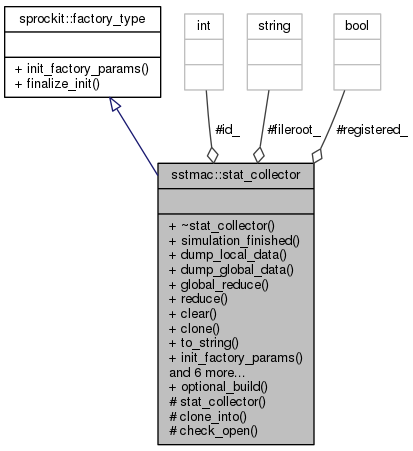 sprockit::factory_type
+ init_factory_params()
+ finalize_init()
int
string
bool
#id_
#fileroot_
#registered_
sstmac::stat_collector
+ ~stat_collector()
+ simulation_finished()
+ dump_local_data()
+ dump_global_data()
+ global_reduce()
+ reduce()
+ clear()
+ clone()
+ to_string()
+ init_factory_params()
and 6 more...
+ optional_build()
# stat_collector()
# clone_into()
# check_open()